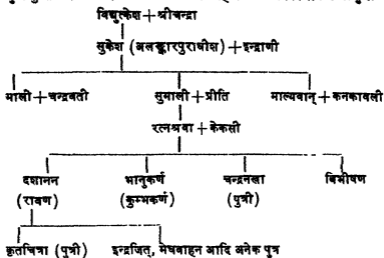 विद्युत्केश + श्रीचन्द्रा
सुकेश (अलङ्कारपुराधीस) + इन्द्राणी
माली + चन्द्रवती सुमाली + प्रीति माल्यवान् + कनकावली
रत्नश्रवा + केकसी
दशानन भानुकर्ण चन्द्रनखा बिभीषण
(रावण) (कुम्भकर्ण) (पुत्री)
कृतचित्रा (पुत्री) इन्द्रजित्, मेघवाहन आदि अनेक पुत्र